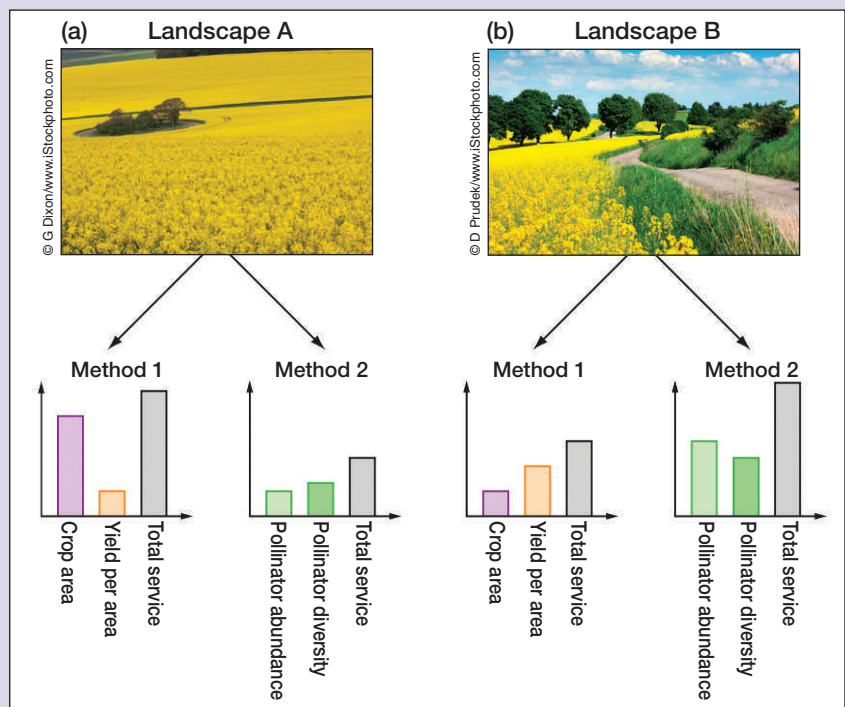 (a) Landscape A
© G Dixon/www.iStockphoto.com
Method 1
Crop area
Yield per area
Total service
Method 2
Pollinator abundance
Pollinator diversity
Total service
(b) Landscape B
© D Prudek/www.iStockphoto.com
Method 1
Crop area
Yield per area
Total service
Method 2
Pollinator abundance
Pollinator diversity
Total service